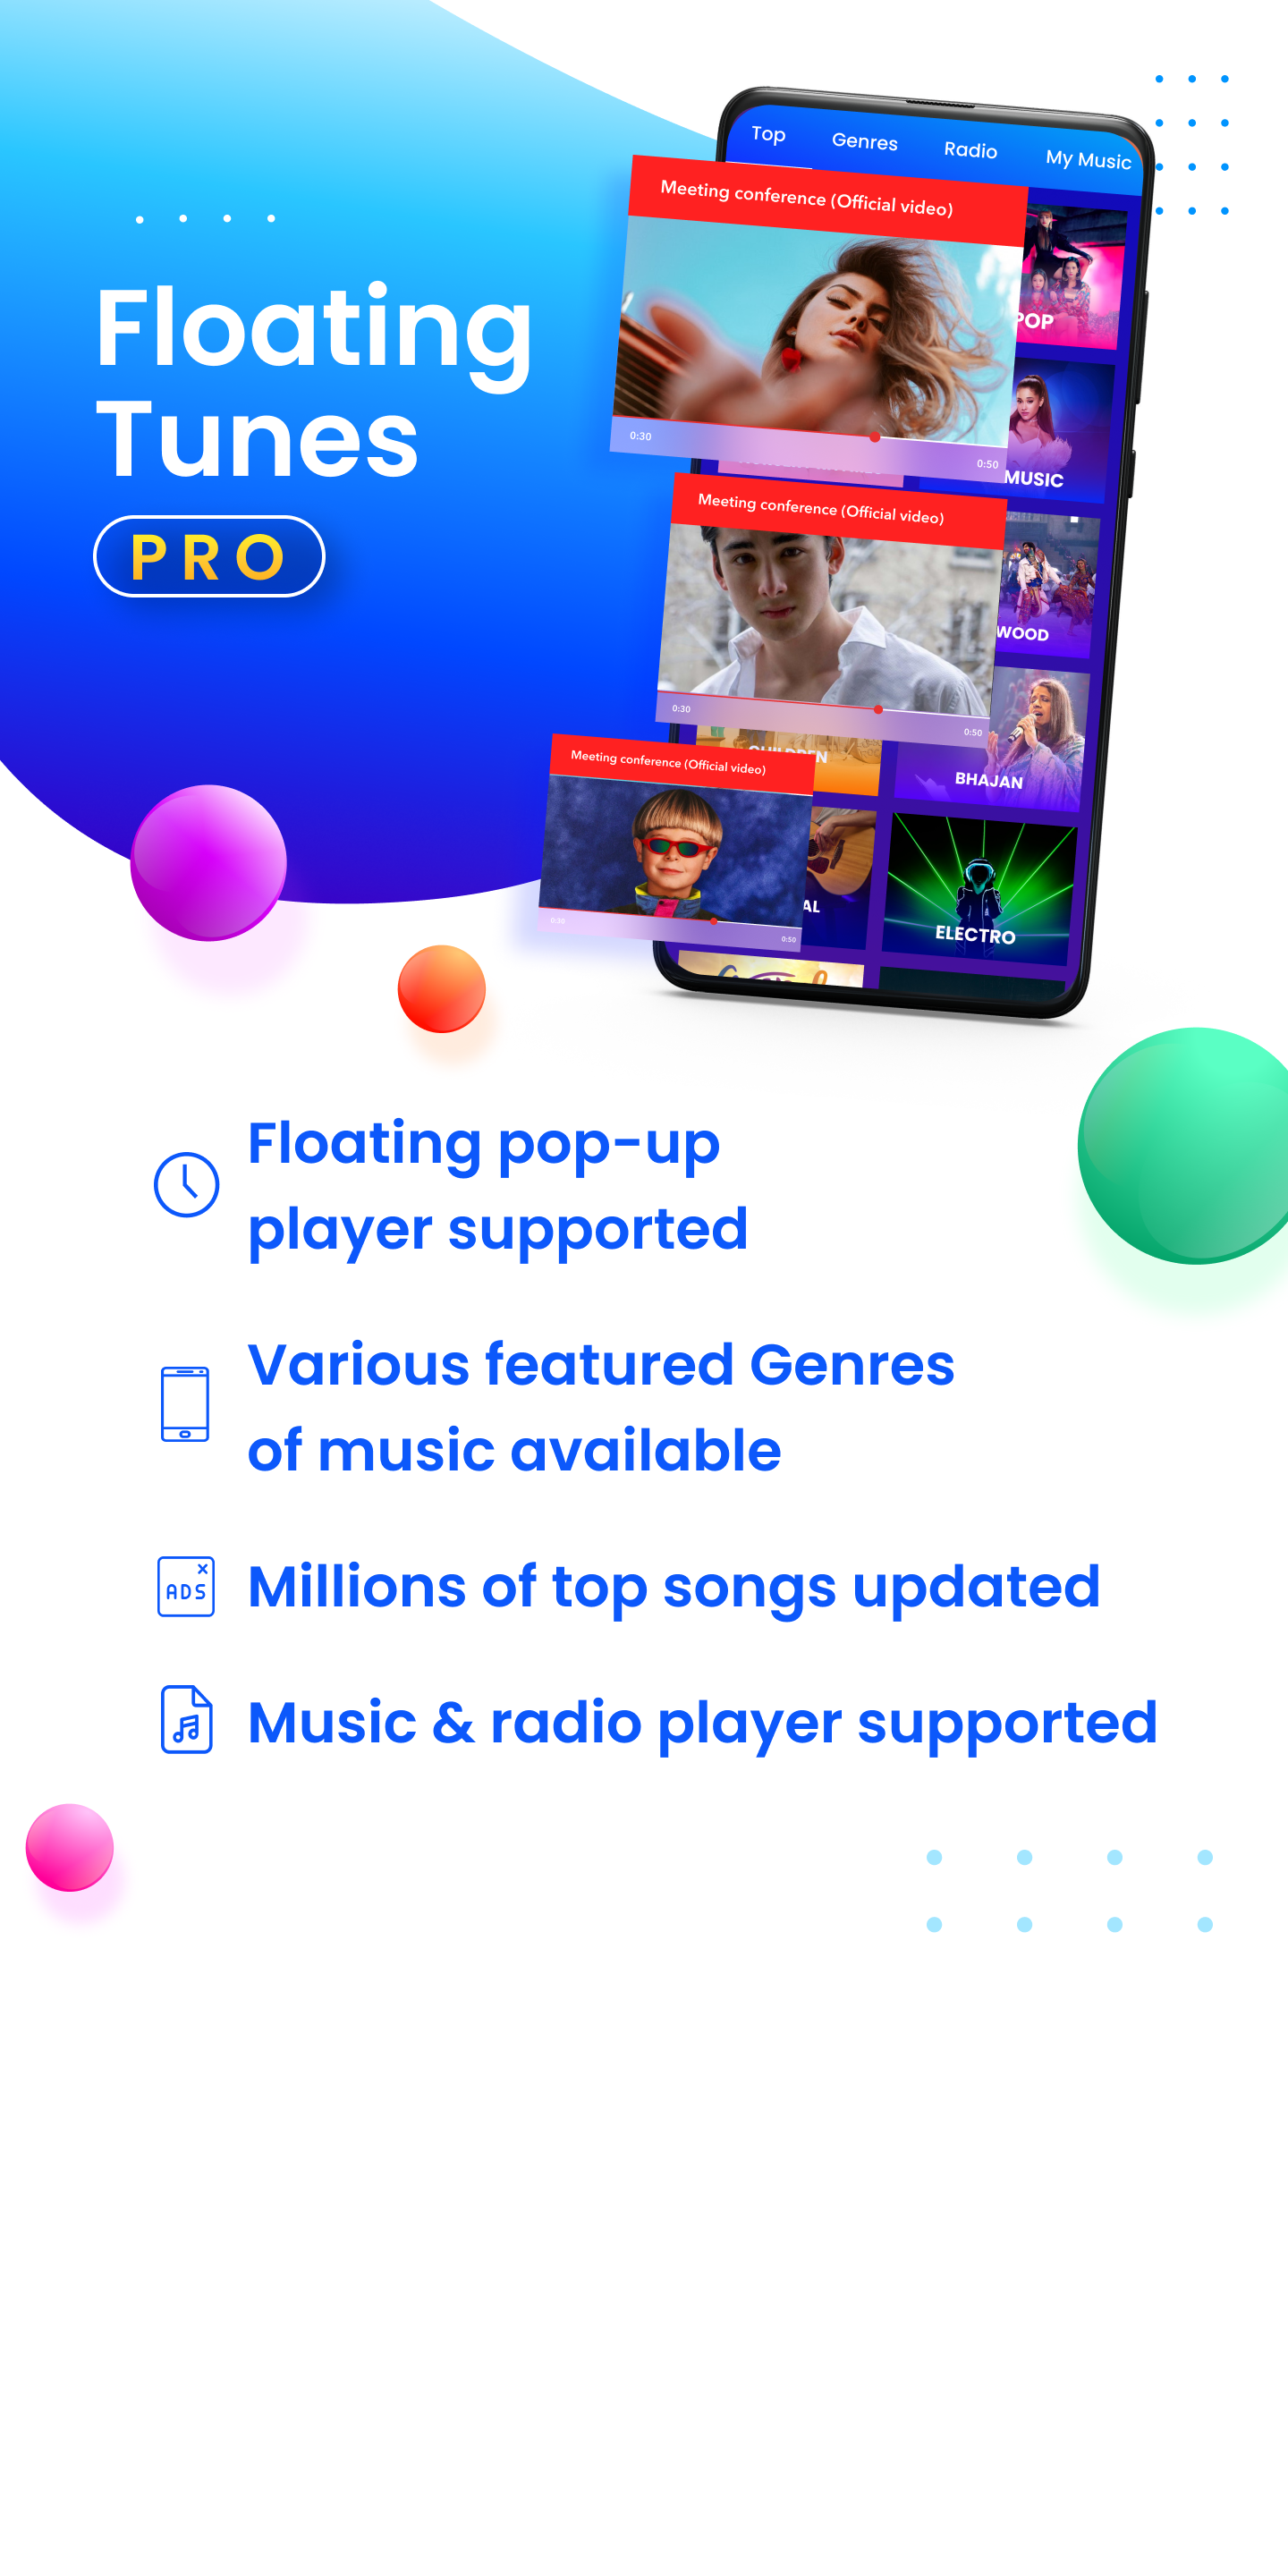 Floating
Tunes
PRO
Top Genres Radio My Music
Meeting conference (Official video)
0:30
0:50
POP
MUSIC
Meeting conference (Official video)
0:30
0:50
WOOD
CHILDREN
BHAJAN
Meeting conference (Official video)
0:30
0:50
AL
ELECTRO
Floating pop-up
player supported
Various featured Genres
of music available
ADS
Millions of top songs updated
Music & radio player supported